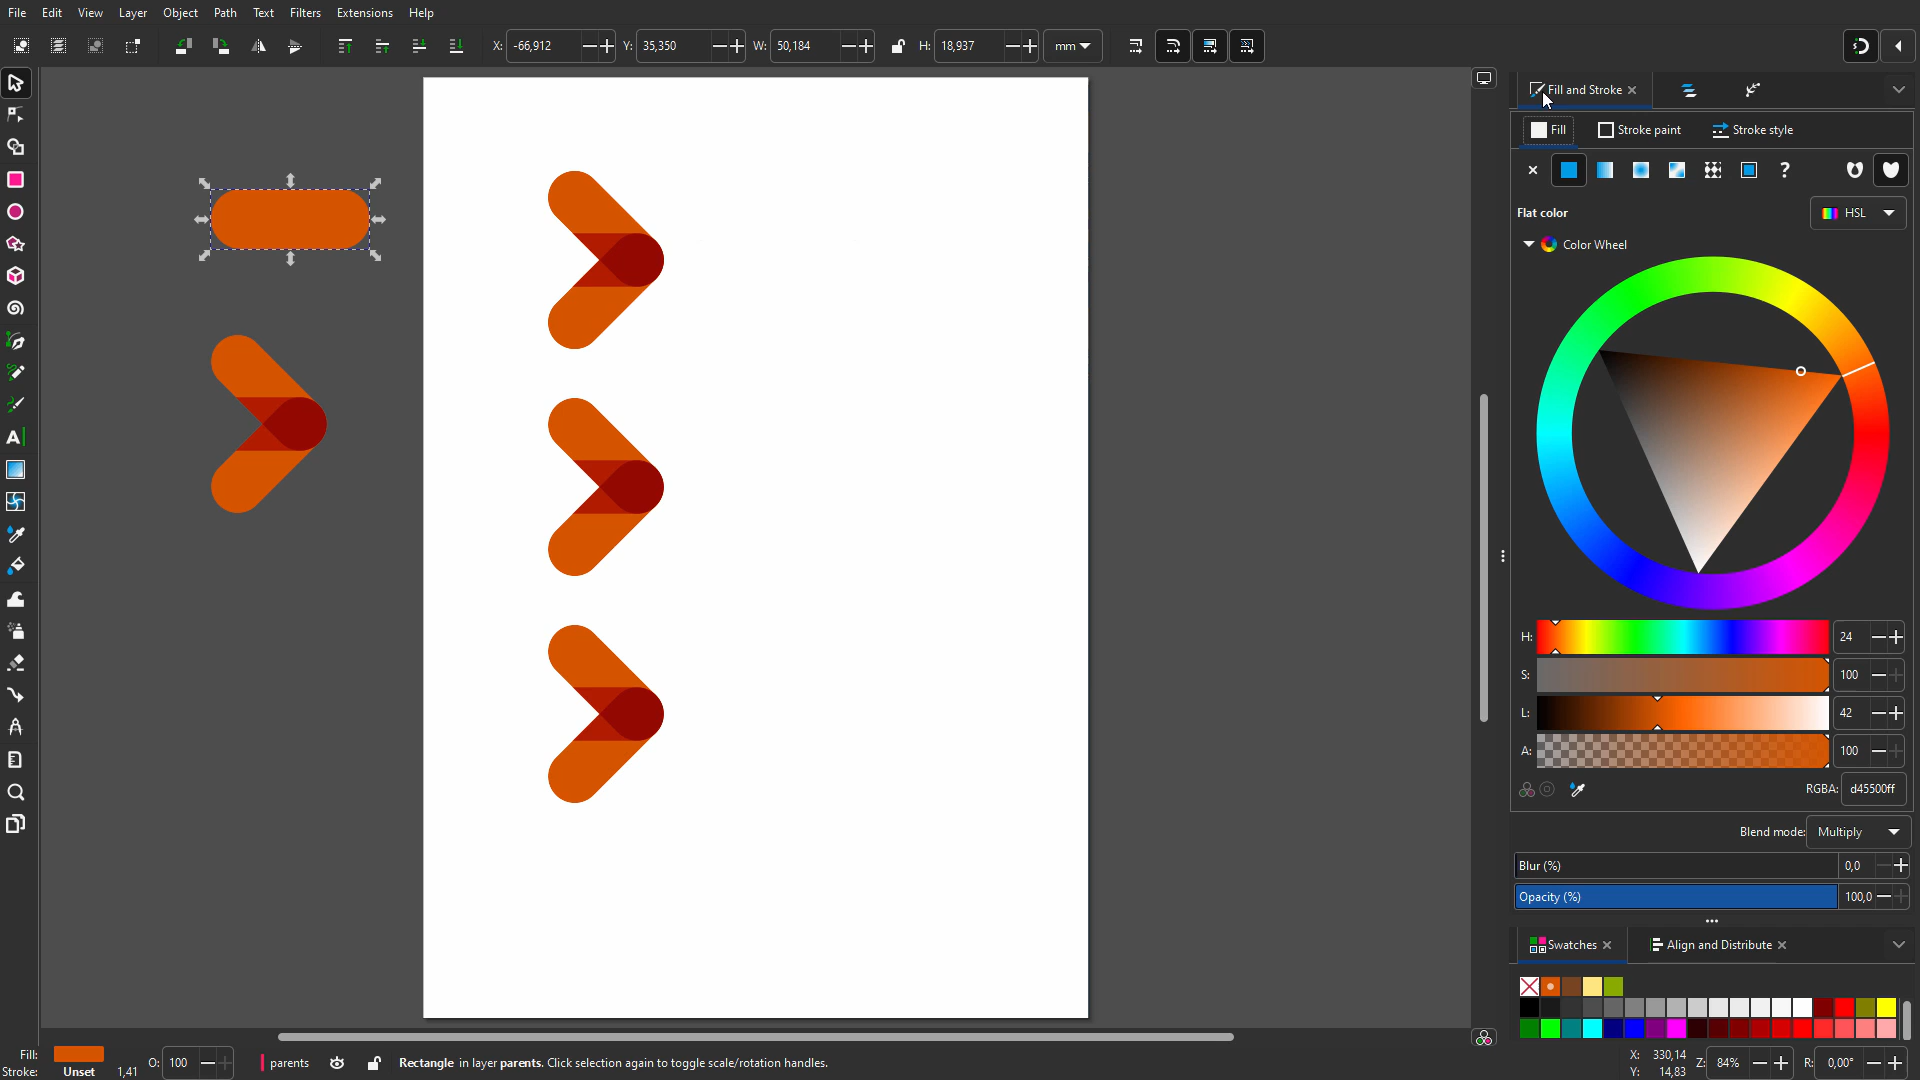 File Edit View Layer Object Path Text Filters Extensions Help
X: -66,912 Y: 35,350 W: 50,184 H: 18,937 mm
Fill and Stroke
Fill Stroke paint Stroke style
?
Flat color HSL
Color Wheel
H: 24
S: 100
L: 42
A: 100
RGBA: d45500ff
Blend mode: Multiply
Blur (%) 0,0
Opacity (%) 100,0
Swatches Align and Distribute
Fill: O: 100 parents Rectangle in layer parents. Click selection again to toggle scale/rotation handles. X: 330,14 Z: 84% R: 0,00°
Stroke: Unset 1,41 Y: 14,83